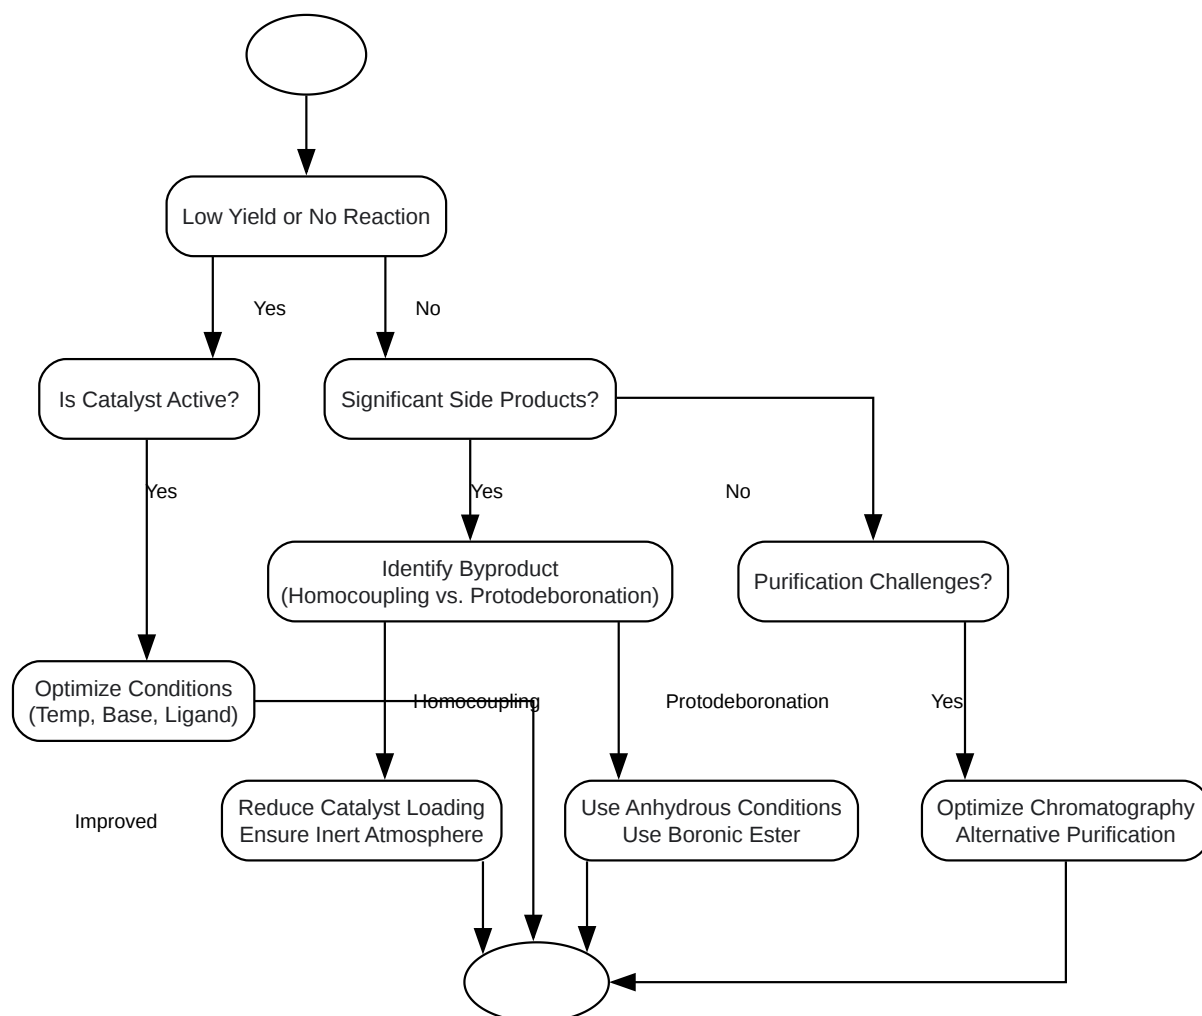 Low Yield or No Reaction
Yes
No
Is Catalyst Active?
Significant Side Products?
Yes
Yes
No
Identify Byproduct
(Homocoupling vs. Protodeboronation)
Purification Challenges?
Optimize Conditions
(Temp, Base, Ligand)
Homocoupling
Protodeboronation
Yes
Improved
Reduce Catalyst Loading
Ensure Inert Atmosphere
Use Anhydrous Conditions
Use Boronic Ester
Optimize Chromatography
Alternative Purification